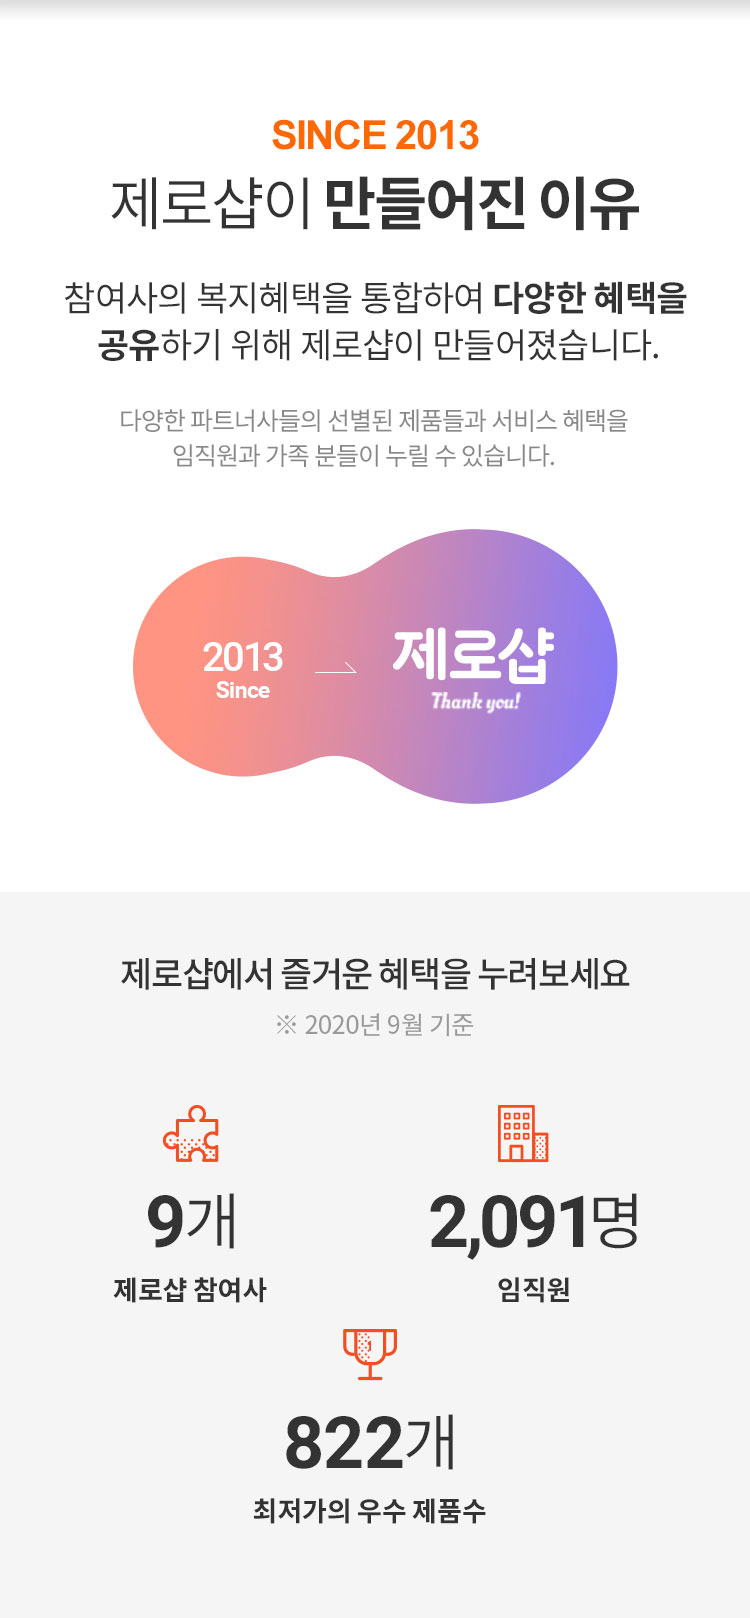 SINCE 2013
제로샵이 만들어진 이유
참여사의 복지혜택을 통합하여 다양한 혜택을
공유하기 위해 제로샵이 만들어졌습니다.
다양한 파트너사들의 선별된 제품들과 서비스 혜택을
임직원과 가족 분들이 누릴 수 있습니다.
2013
Since
제로샵
Thank you!
제로샵에서 즐거운 혜택을 누려보세요
※ 2020년 9월 기준
9개
제로샵 참여사
2,091명
임직원
1
822개
최저가의 우수 제품수